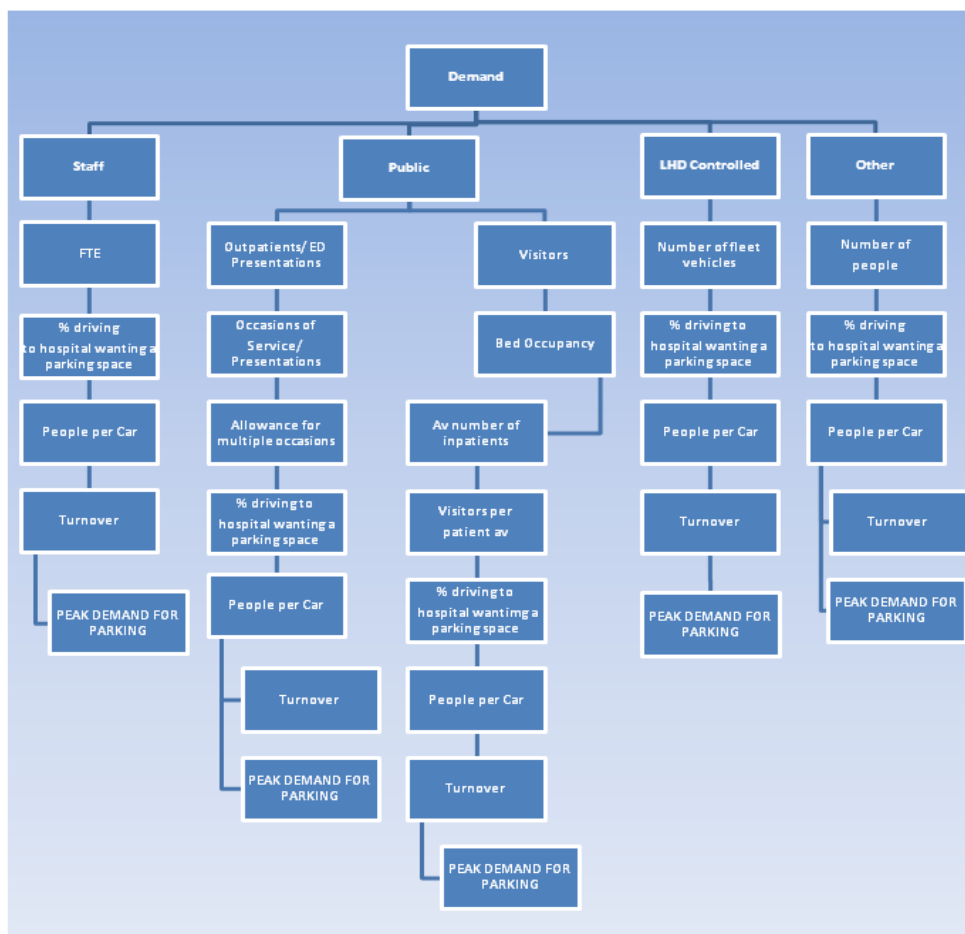 Demand
Staff
Public
LHD Controlled
Other
FTE
% driving
to hospital wanting a
parking space
People per Car
Turnover
PEAK DEMAND FOR
PARKING
Outpatients/ ED
Presentations
Occasions of
Service/
Presentations
Allowance for
multiple occasions
% driving to
hospital wanting a
parking space
People per Car
Turnover
PEAK DEMAND FOR
PARKING
Visitors
Bed Occupancy
Av number of
inpatients
Visitors per
patient av
% driving to
hospital wantimg a
parking space
People per Car
Turnover
PEAK DEMAND FOR
PARKING
Number of fleet
vehicles
% driving to
hospital wanting a
parking space
People per Car
Turnover
PEAK DEMAND FOR
PARKING
Number of
people
% driving
to hospital wanting a
parking space
People per Car
Turnover
PEAK DEMAND FOR
PARKING